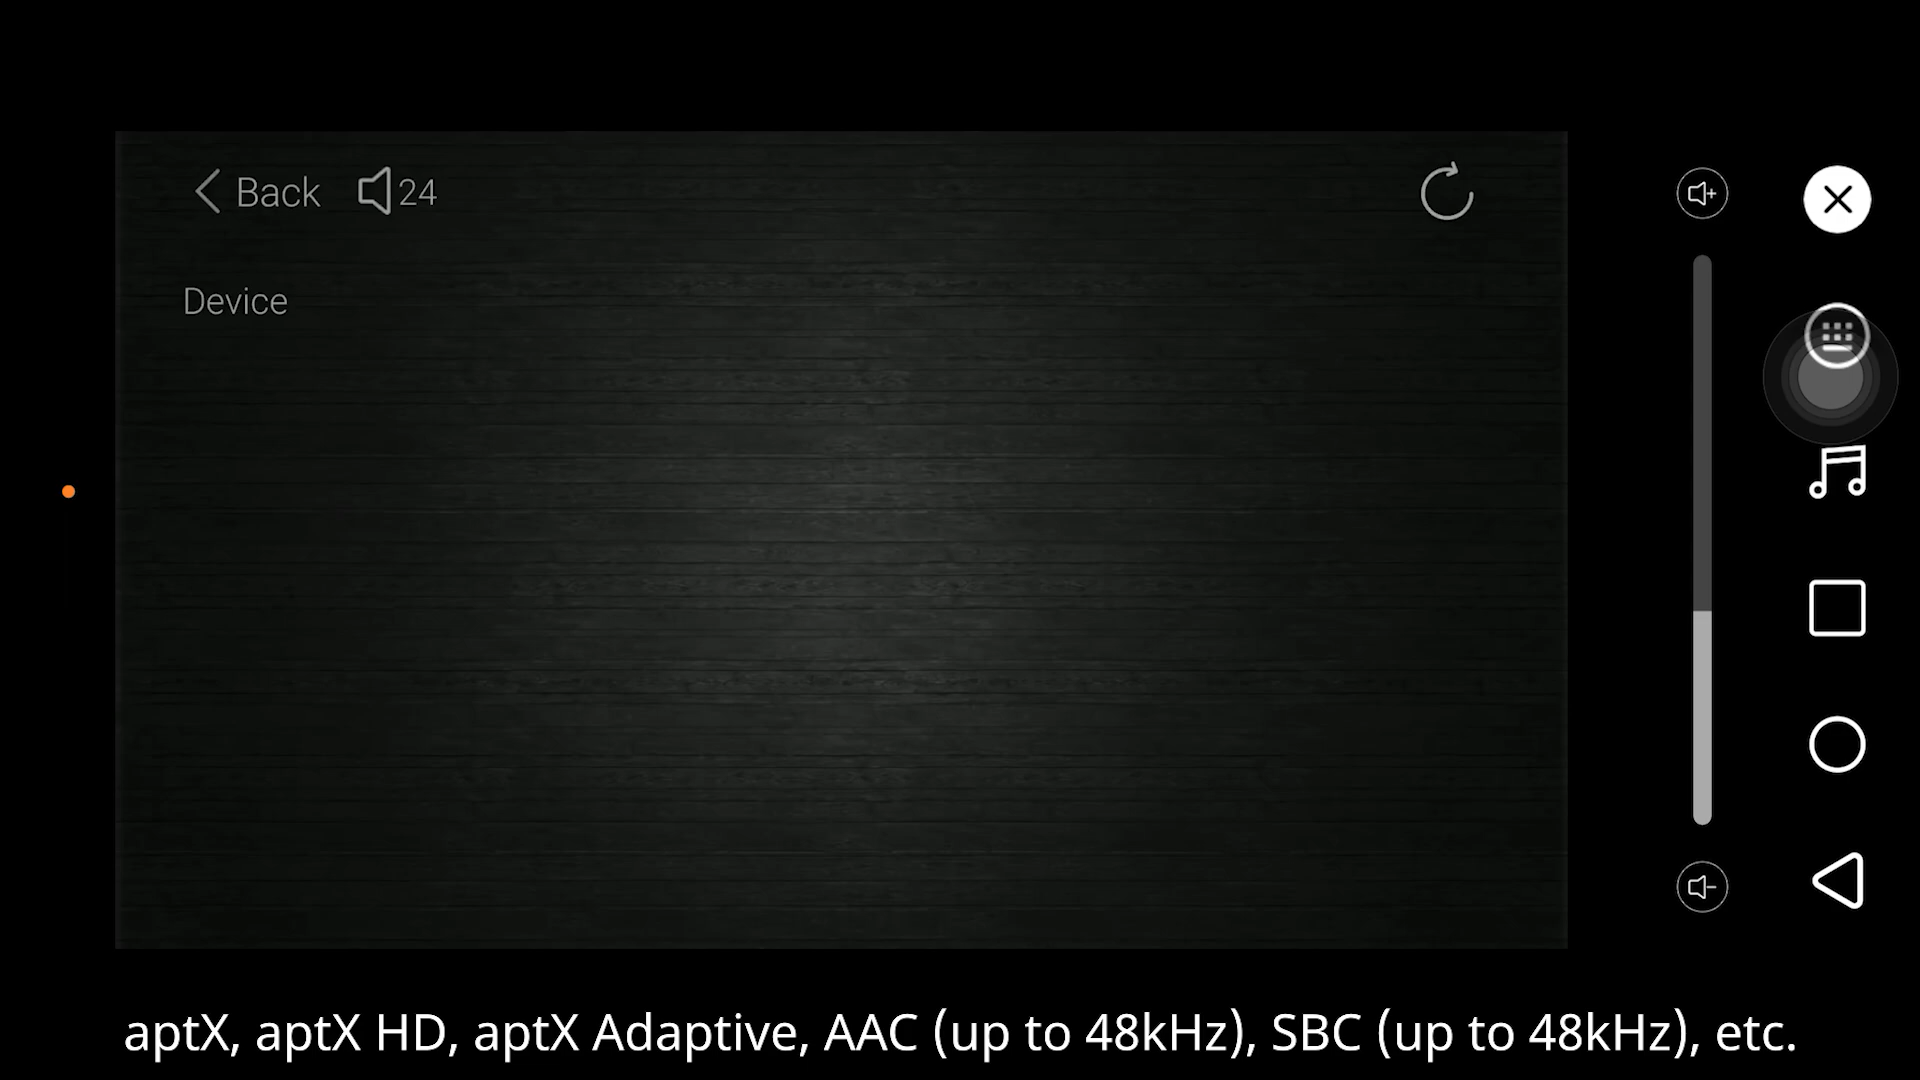 Back 24
Device
aptX, aptX HD, aptX Adaptive, AAC (up to 48kHz), SBC (up to 48kHz), etc.